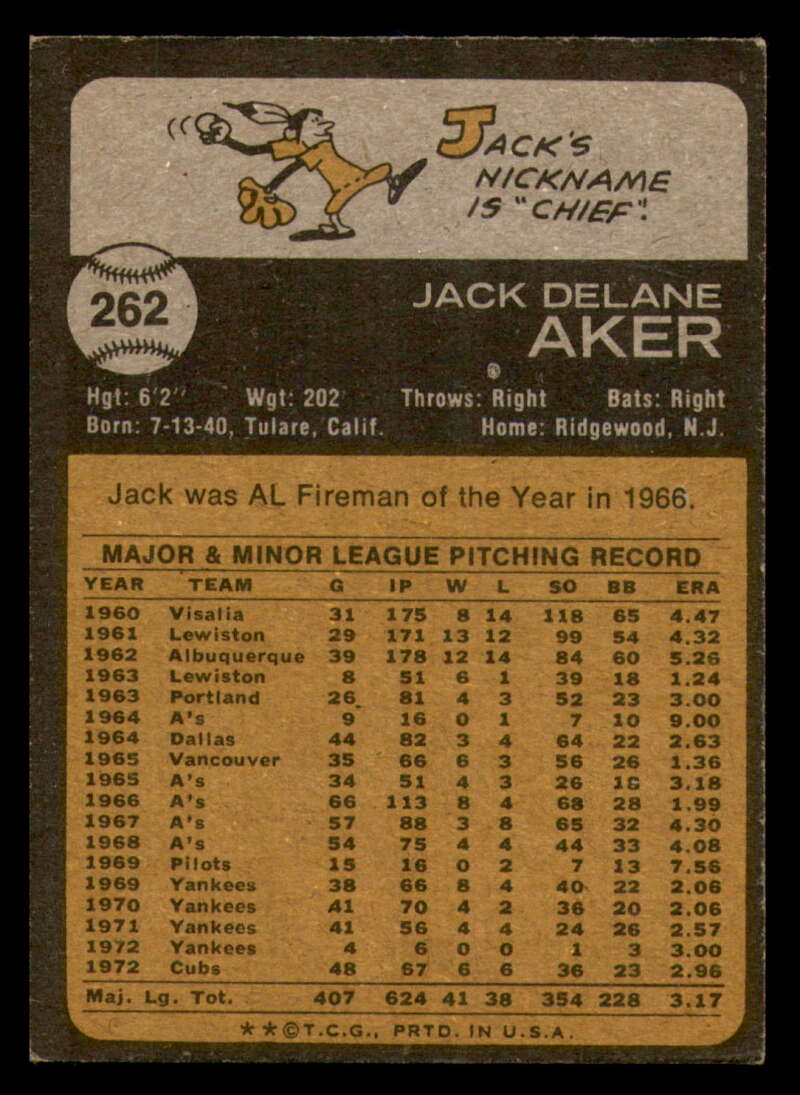 JACK'S
NICKNAME
IS "CHIEF".
262
JACK DELANE
AKER
Hgt: 6'2" Wgt: 202 Throws: Right Bats: Right
Born: 7-13-40, Tulare, Calif. Home: Ridgewood, N.J.
Jack was AL Fireman of the Year in 1966.
MAJOR & MINOR LEAGUE PITCHING RECORD
YEAR TEAM G IP W L SO BB ERA
1960 Visalia 31 175 8 14 118 65 4.47
1961 Lewiston 29 171 13 12 99 54 4.32
1962 Albuquerque 39 178 12 14 84 60 5.26
1963 Lewiston 8 51 6 1 39 18 1.24
1963 Portland 26 81 4 3 52 23 3.00
1964 A's 9 16 0 1 7 10 9.00
1964 Dallas 44 82 3 4 64 22 2.63
1965 Vancouver 35 66 6 3 56 26 1.36
1965 A's 34 51 4 3 26 18 3.18
1966 A's 66 113 8 4 68 28 1.99
1967 A's 57 88 3 8 65 32 4.30
1968 A's 54 75 4 4 44 33 4.08
1969 Pilots 15 16 0 2 7 13 7.56
1969 Yankees 38 66 8 4 40 22 2.06
1970 Yankees 41 70 4 2 36 20 2.06
1971 Yankees 41 56 4 4 24 26 2.57
1972 Yankees 4 6 0 0 1 3 3.00
1972 Cubs 48 67 6 6 36 23 2.96
Maj. Lg. Tot. 407 624 41 38 354 228 3.17
**©T.C.G., PRTD. IN U.S.A.